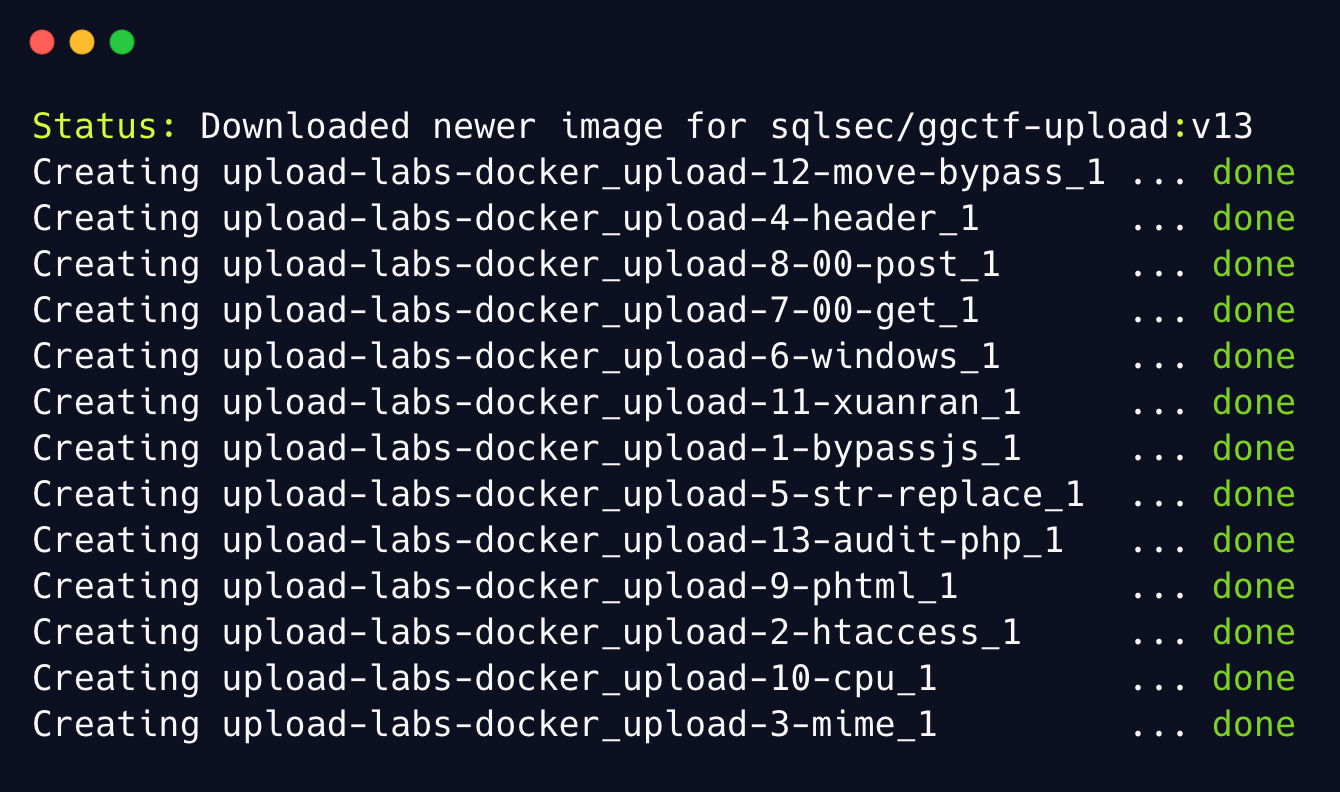 Status: Downloaded newer image for sqlsec/ggctf-upload:v13
Creating upload-labs-docker_upload-12-move-bypass_1 ... done
Creating upload-labs-docker_upload-4-header_1       ... done
Creating upload-labs-docker_upload-8-00-post_1      ... done
Creating upload-labs-docker_upload-7-00-get_1       ... done
Creating upload-labs-docker_upload-6-windows_1      ... done
Creating upload-labs-docker_upload-11-xuanran_1     ... done
Creating upload-labs-docker_upload-1-bypassjs_1     ... done
Creating upload-labs-docker_upload-5-str-replace_1  ... done
Creating upload-labs-docker_upload-13-audit-php_1   ... done
Creating upload-labs-docker_upload-9-phtml_1        ... done
Creating upload-labs-docker_upload-2-htaccess_1     ... done
Creating upload-labs-docker_upload-10-cpu_1         ... done
Creating upload-labs-docker_upload-3-mime_1         ... done